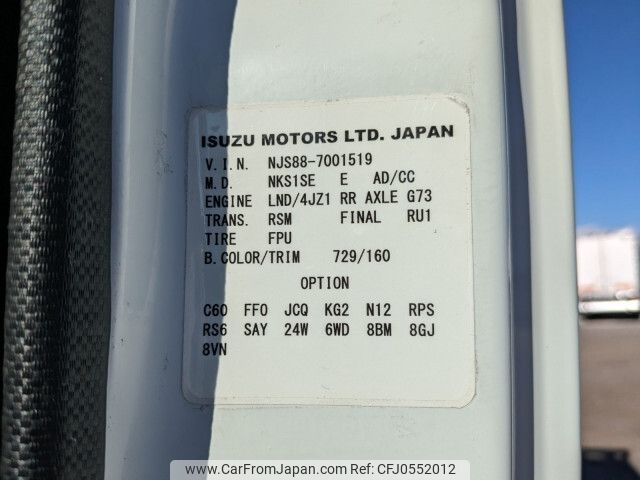 ISUZU MOTORS LTD. JAPAN
V.I.N. NJS88-7001519
M.D. NKS1SE E AD/CC
ENGINE LND/4JZ1 RR AXLE G73
TRANS. RSM FINAL RU1
TIRE FPU
B.COLOR/TRIM 729/160
OPTION
C60 FF0 JCQ KG2 N12 RPS
RS6 SAY 24W 6WD 8BM 8GJ
8VN
www.CarFromJapan.com (CFJ0552012)